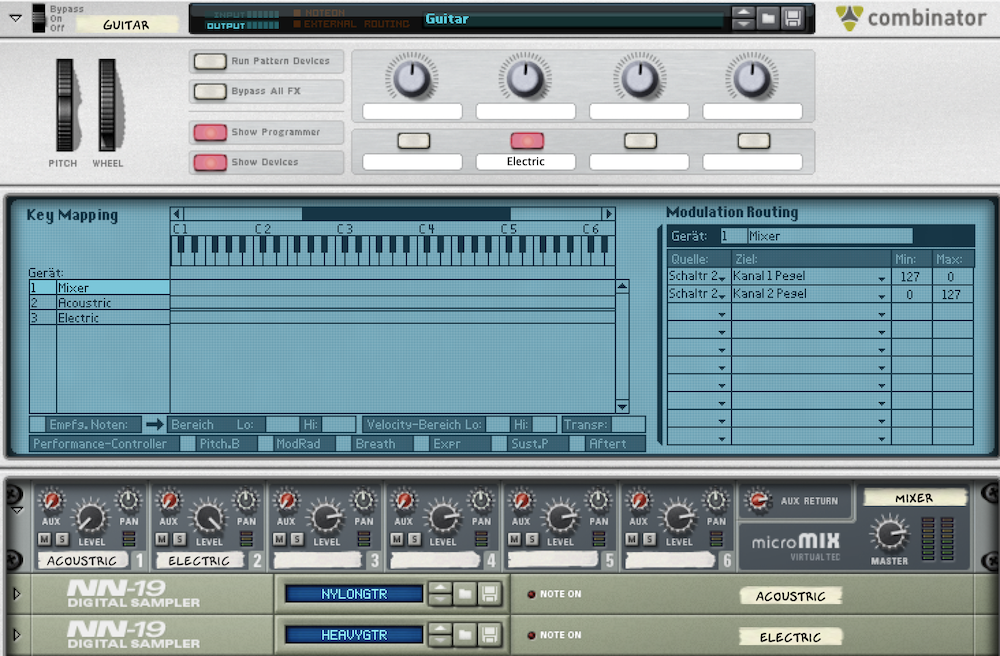 Bypass
On
Off
GUITAR
INPUT
OUTPUT
NOTEON
EXTERNAL ROUTING
Guitar
combinator
Run Pattern Devices
Bypass All FX
Show Programmer
Show Devices
PITCH WHEEL
Electric
Key Mapping
C1 C2 C3 C4 C5 C6
Gerät:
1 Mixer
2 Acoustric
3 Electric
Empfg. Noten: Bereich Lo: Hi: Velocity-Bereich Lo: Hi: Transp:
Performance-Controller Pitch.B ModRad Breath Expr Sust.P Aftert
Modulation Routing
Gerät: 1 Mixer
Quelle: Ziel: Min: Max:
Schaltr 2 Kanal 1 Pegel 127 0
Schaltr 2 Kanal 2 Pegel 0 127
AUX PAN AUX PAN AUX PAN AUX PAN AUX PAN AUX PAN
M S LEVEL M S LEVEL M S LEVEL M S LEVEL M S LEVEL M S LEVEL
ACOUSTRIC 1 ELECTRIC 2 3 4 5 6
AUX RETURN
MIXER
microMIX
VIRTUAL TEC
MASTER
NN-19
DIGITAL SAMPLER
NYLONGTR
NOTE ON
ACOUSTRIC
NN-19
DIGITAL SAMPLER
HEAVYGTR
NOTE ON
ELECTRIC